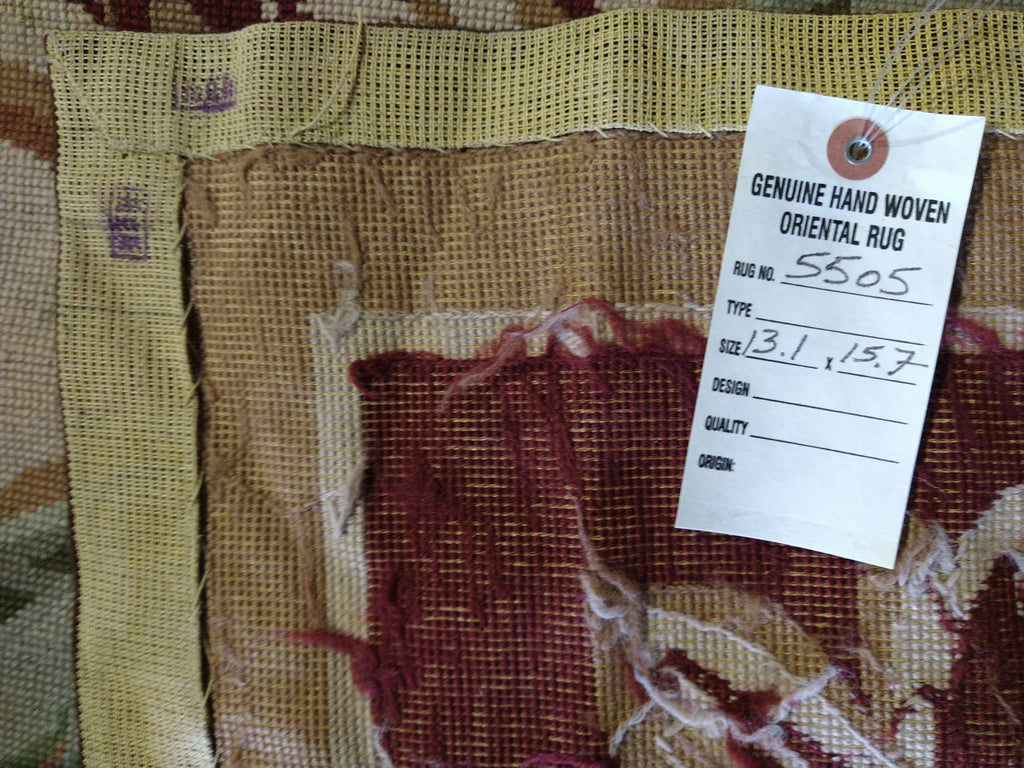 GENUINE HAND WOVEN
ORIENTAL RUG
RUG NO. 5505
TYPE
SIZE 13.1 X 15.7
DESIGN
QUALITY
ORIGIN: